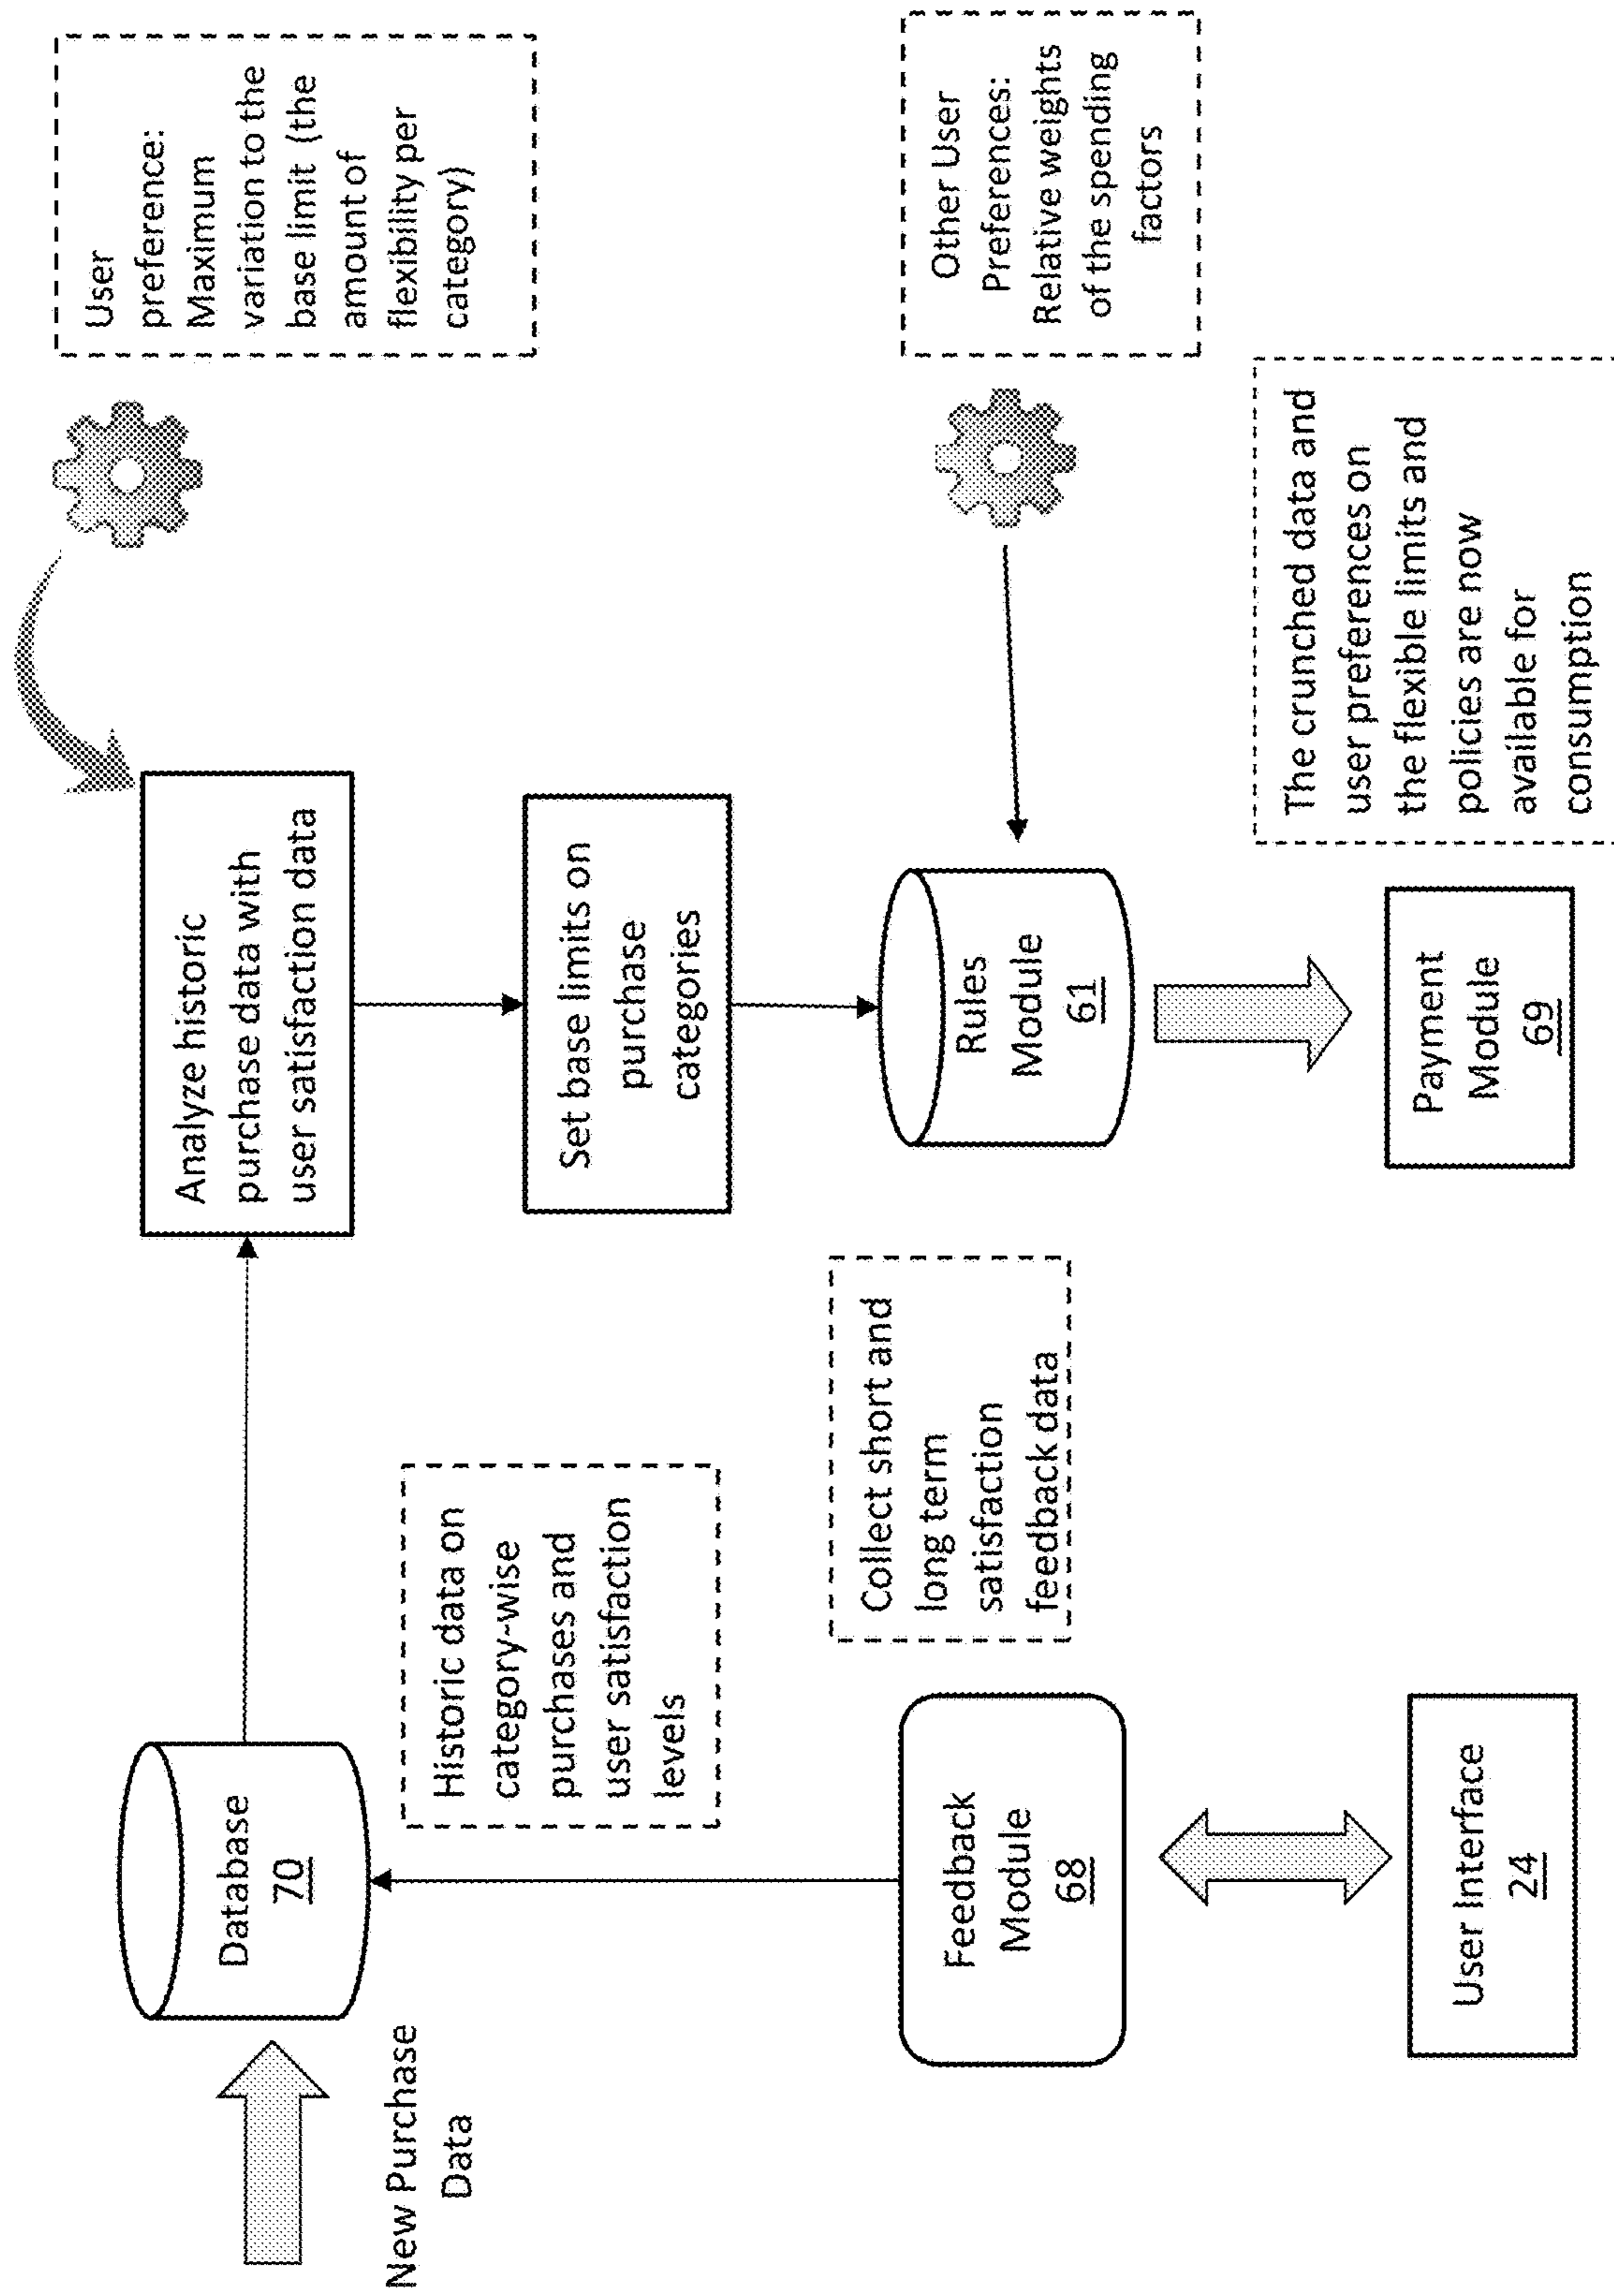 New Purchase
Data
Database
70
Historic data on
category-wise
purchases and
user satisfaction
levels
Feedback
Module
68
Collect short and
long term
satisfaction
feedback data
User Interface
24
Analyze historic
purchase data with
user satisfaction data
Set base limits on
purchase
categories
Rules
Module
61
Payment
Module
69
User
preference:
Maximum
variation to the
base limit (the
amount of
flexibility per
category)
Other User
Preferences:
Relative weights
of the spending
factors
The crunched data and
user preferences on
the flexible limits and
policies are now
available for
consumption